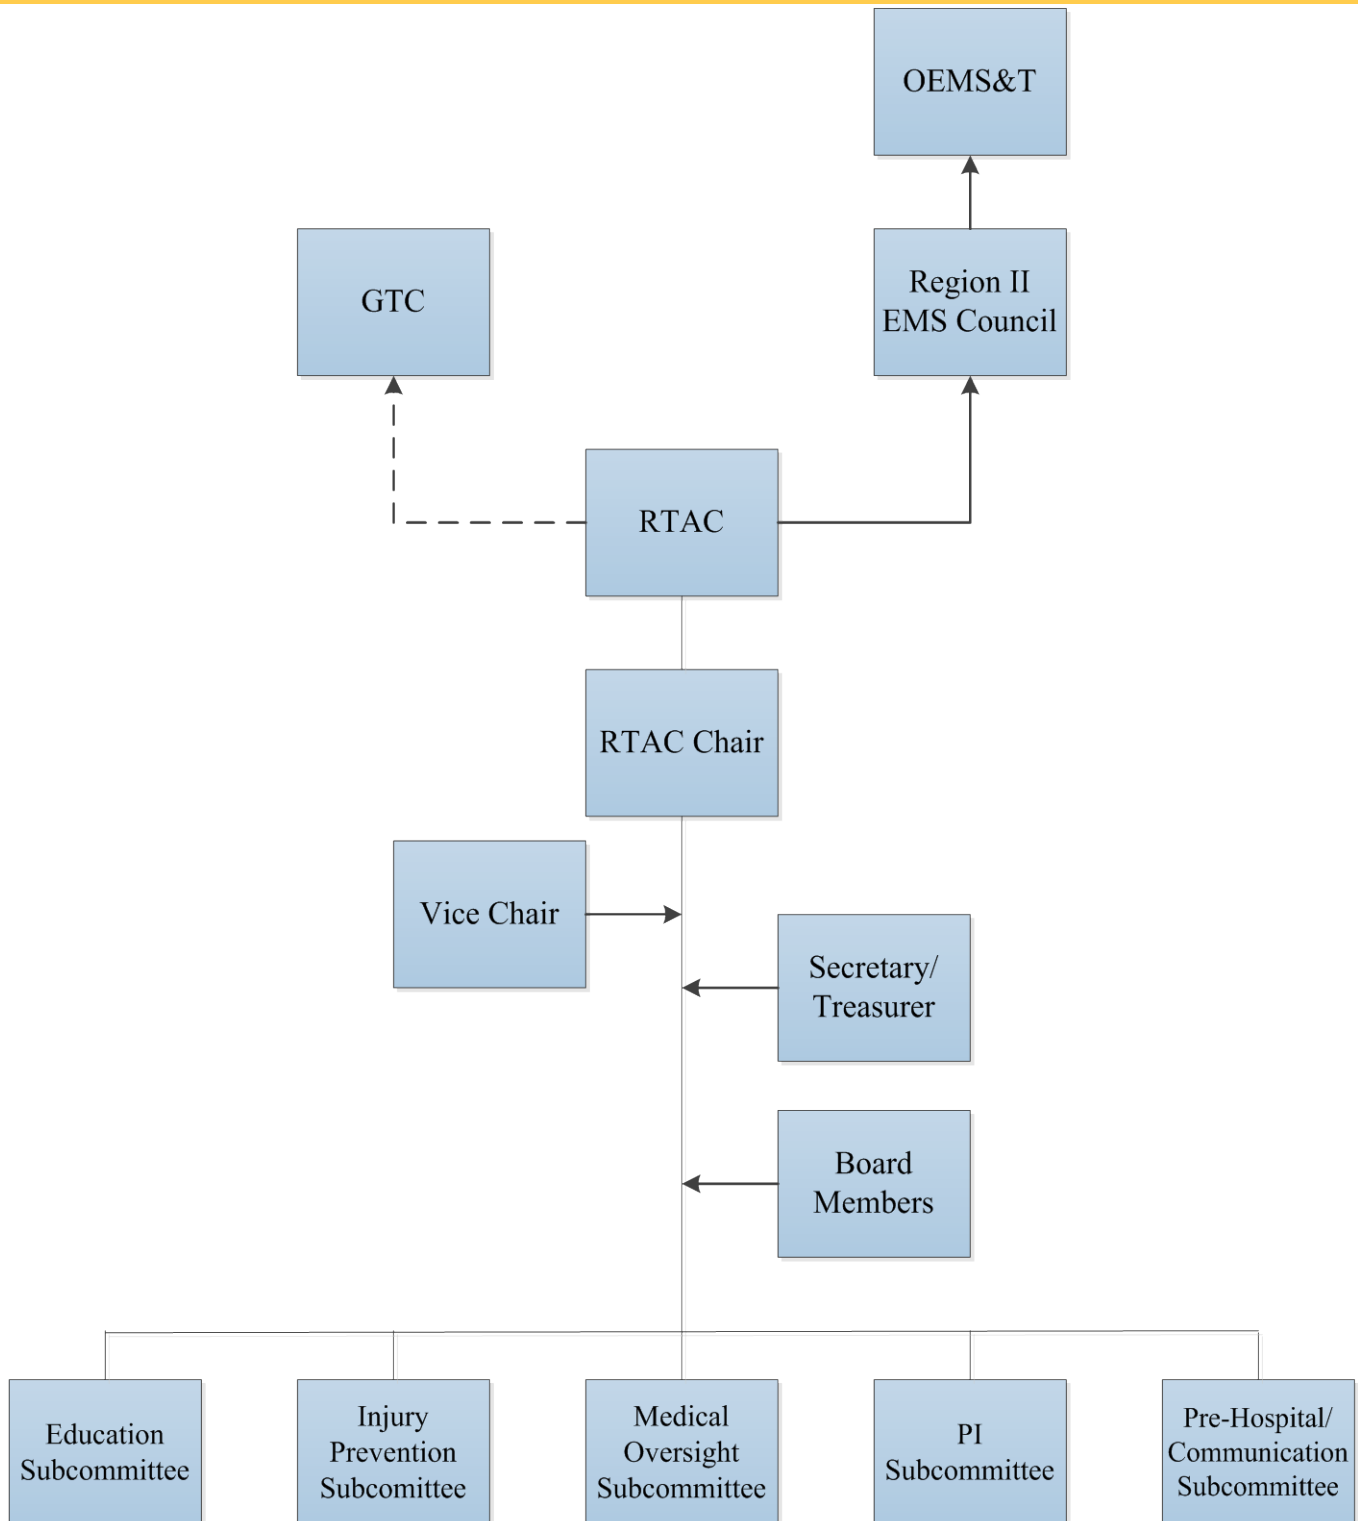 OEMS&T
GTC
Region II
EMS Council
RTAC
RTAC Chair
Vice Chair
Secretary/
Treasurer
Board
Members
Education
Subcommittee
Injury
Prevention
Subcomittee
Medical
Oversight
Subcommittee
PI
Subcommittee
Pre-Hospital/
Communication
Subcommittee